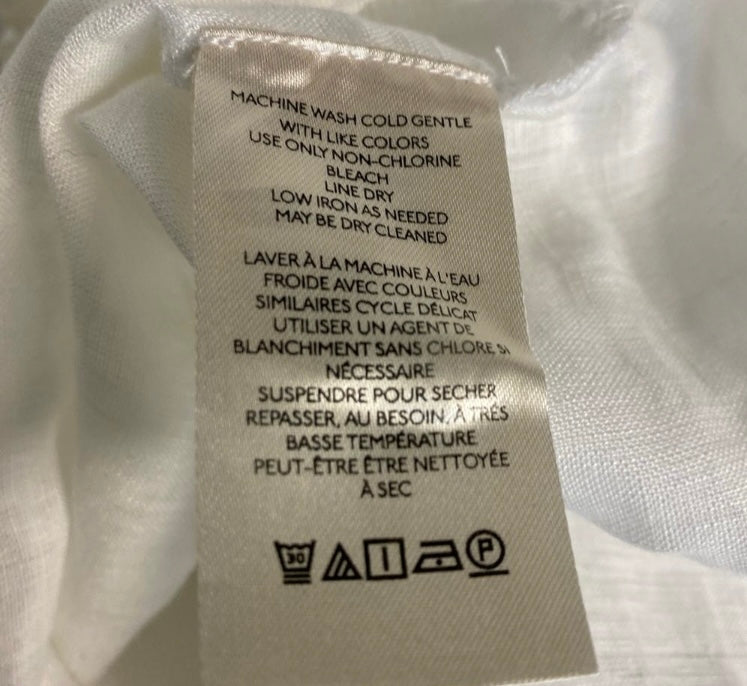 MACHINE WASH COLD GENTLE
WITH LIKE COLORS
USE ONLY NON-CHLORINE
BLEACH
LINE DRY
LOW IRON AS NEEDED
MAY BE DRY CLEANED
LAVER À LA MACHINE À L'EAU
FROIDE AVEC COULEURS
SIMILAIRES CYCLE DÉLICAT
UTILISER UN AGENT DE
BLANCHIMENT SANS CHLORE SI
NÉCESSAIRE
SUSPENDRE POUR SECHER
REPASSER, AU BESOIN, À TRÉS
BASSE TEMPÉRATURE
PEUT-ÊTRE ÊTRE NETTOYÉE
À SEC
30 P